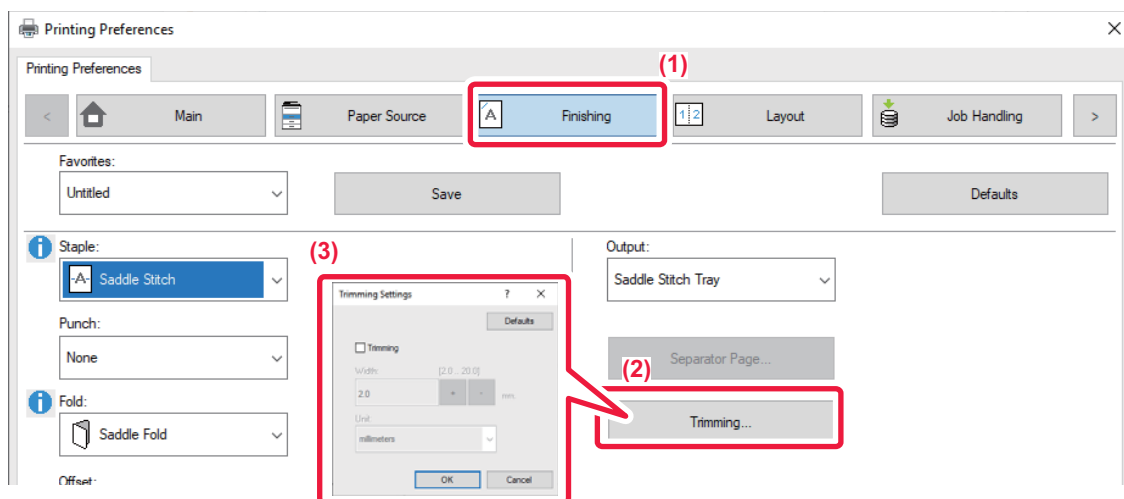 Printing Preferences
Printing Preferences
(1)
< Main Paper Source A Finishing 1 2 Layout Job Handling >
Favorites:
Untitled Save Defaults
Staple: Output:
(3)
-A- Saddle Stitch Saddle Stitch Tray
Trimming Settings ? ×
Defaults
Punch:
None
Trimming
Separator Page...
(2)
Width: [2.0 .. 20.0]
2.0 + - mm
Fold:
Unit:
Saddle Fold
millimeters
Trimming...
OK Cancel
Offset: